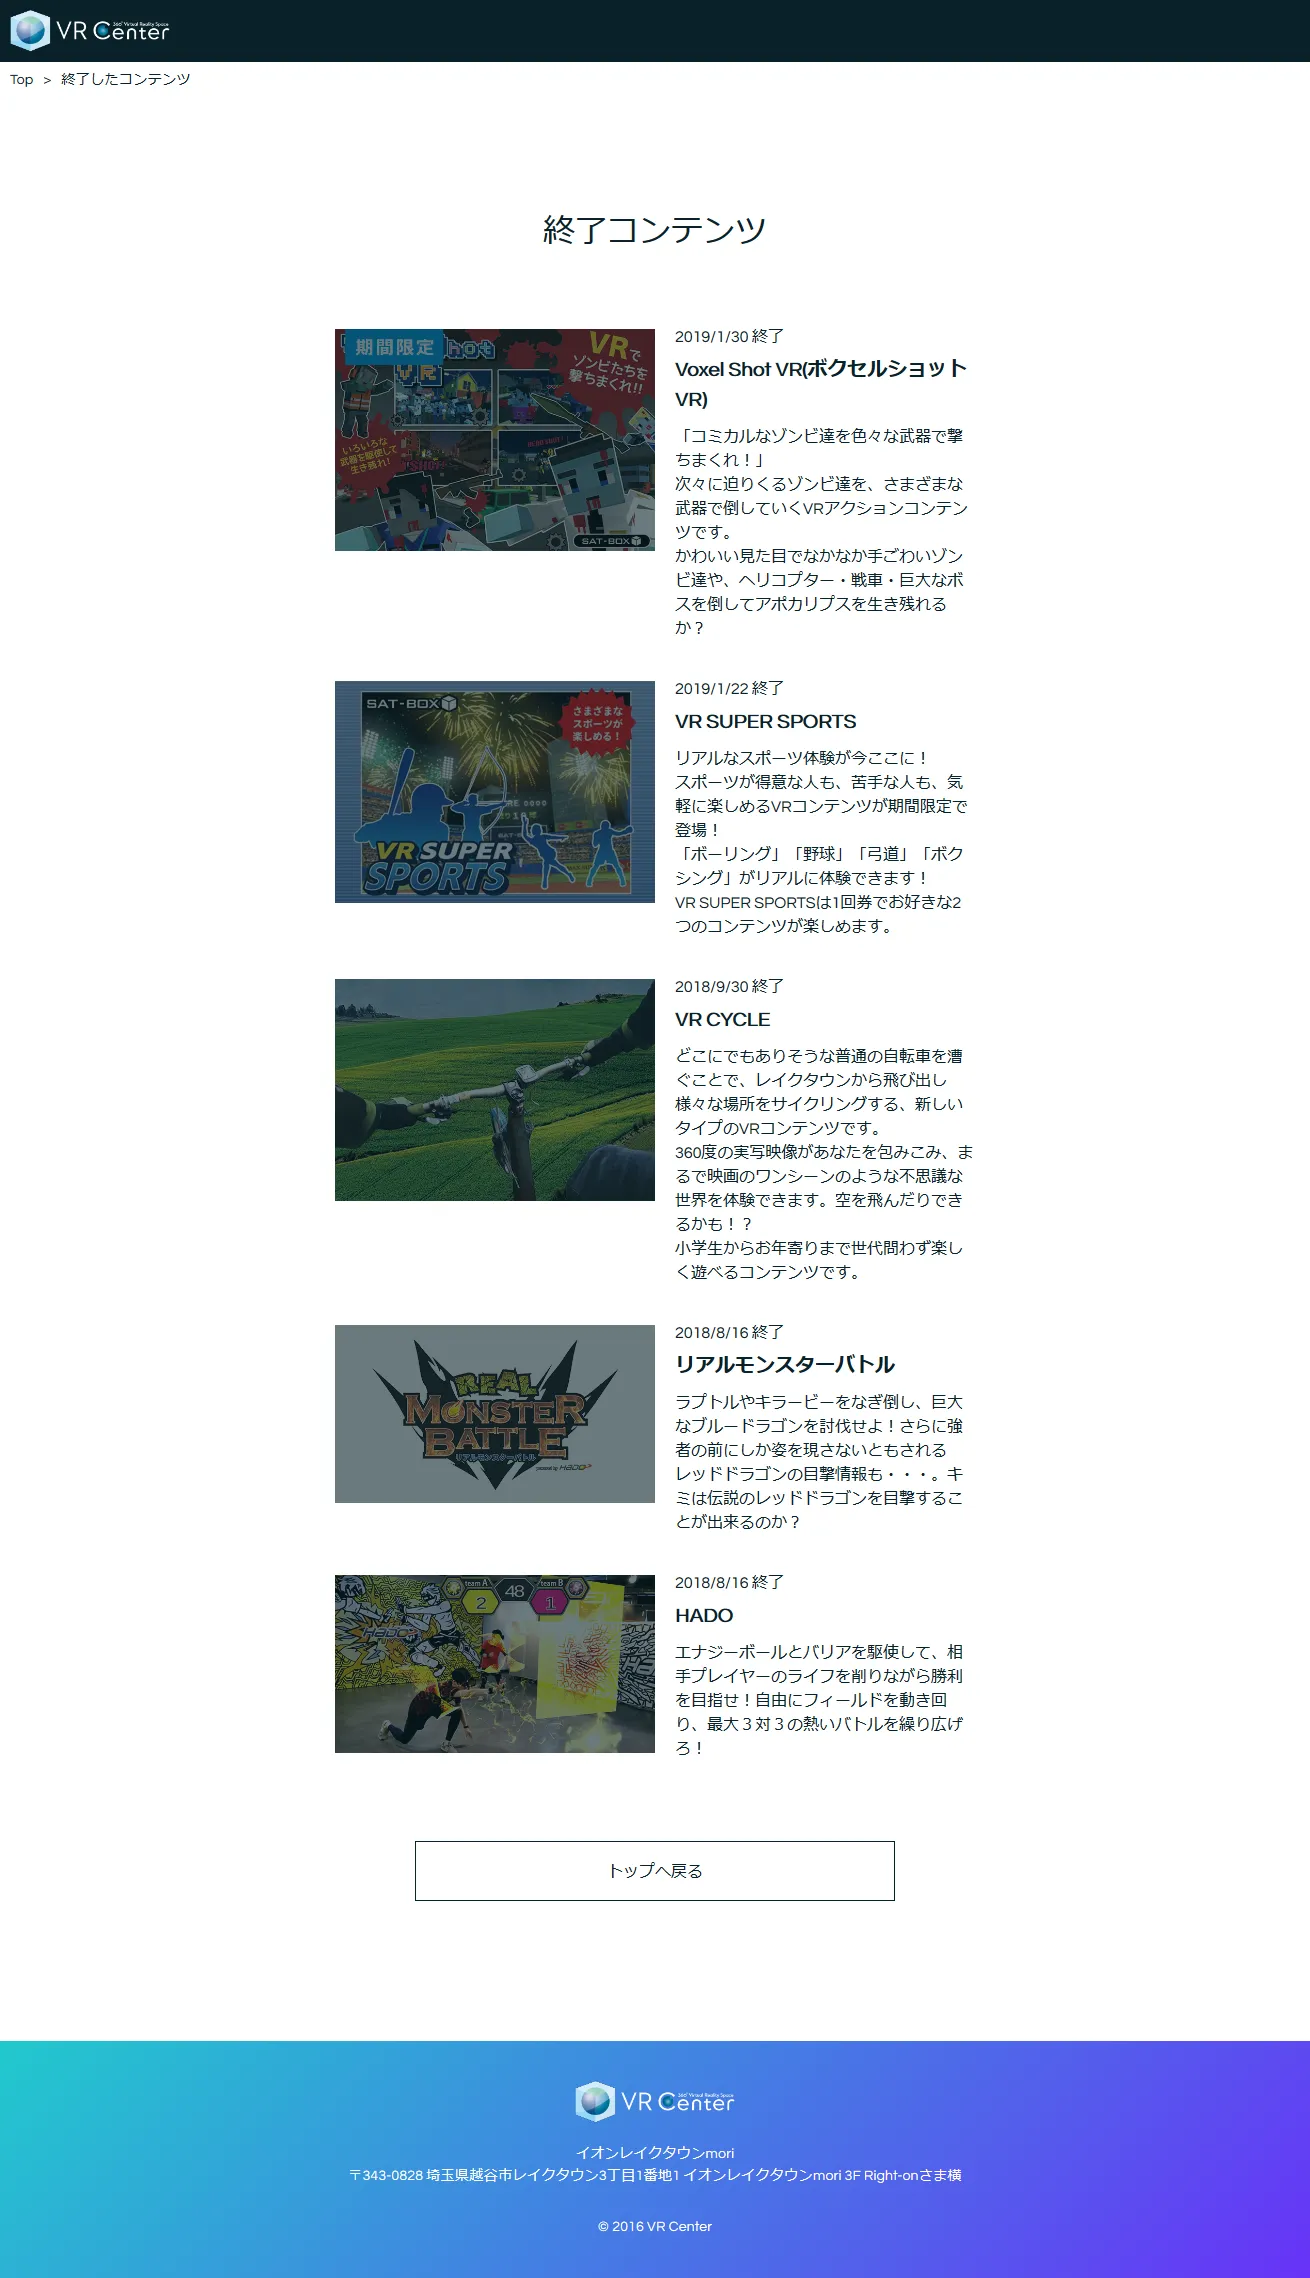 360° Virtual Reality Space
VR Center
Top > 終了したコンテンツ
終了コンテンツ
期間限定
Shot
VR
VRで
ゾンビたちを
撃ちまくれ!!
いろいろな
武器を駆使して
生き残れ!
SAT-BOX
2019/1/30 終了
Voxel Shot VR(ボクセルショット
VR)
「コミカルなゾンビ達を色々な武器で撃
ちまくれ！」
次々に迫りくるゾンビ達を、さまざまな
武器で倒していくVRアクションコンテン
ツです。
かわいい見た目でなかなか手ごわいゾン
ビ達や、ヘリコプター・戦車・巨大なボ
スを倒してアポカリプスを生き残れる
か？
SAT-BOX
さまざまな
スポーツが
楽しめる！
VR SUPER
SPORTS
2019/1/22 終了
VR SUPER SPORTS
リアルなスポーツ体験が今ここに！
スポーツが得意な人も、苦手な人も、気
軽に楽しめるVRコンテンツが期間限定で
登場！
「ボーリング」「野球」「弓道」「ボク
シング」がリアルに体験できます！
VR SUPER SPORTSは1回券でお好きな2
つのコンテンツが楽しめます。
2018/9/30 終了
VR CYCLE
どこにでもありそうな普通の自転車を漕
ぐことで、レイクタウンから飛び出し
様々な場所をサイクリングする、新しい
タイプのVRコンテンツです。
360度の実写映像があなたを包みこみ、ま
るで映画のワンシーンのような不思議な
世界を体験できます。空を飛んだりでき
るかも！？
小学生からお年寄りまで世代問わず楽し
く遊べるコンテンツです。
REAL
MONSTER
BATTLE
リアルモンスターバトル
powered by HADO
2018/8/16 終了
リアルモンスターバトル
ラプトルやキラービーをなぎ倒し、巨大
なブルードラゴンを討伐せよ！さらに強
者の前にしか姿を現さないともされる
レッドドラゴンの目撃情報も・・・。キ
ミは伝説のレッドドラゴンを目撃するこ
とが出来るのか？
team A
48
team B
2
1
HADO
2018/8/16 終了
HADO
エナジーボールとバリアを駆使して、相
手プレイヤーのライフを削りながら勝利
を目指せ！自由にフィールドを動き回
り、最大３対３の熱いバトルを繰り広げ
ろ！
トップへ戻る
360° Virtual Reality Space
VR Center
イオンレイクタウンmori
〒343-0828 埼玉県越谷市レイクタウン3丁目1番地1 イオンレイクタウンmori 3F Right-onさま横
© 2016 VR Center